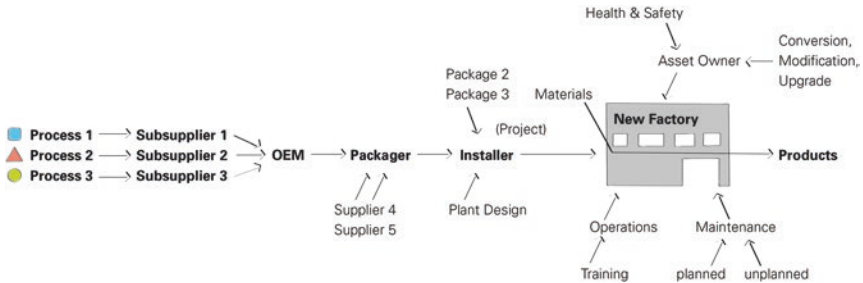 Health & Safety
Conversion,
Modification,
Upgrade
Asset Owner
Package 2
Package 3
Materials
(Project)
New Factory
Process 1
Subsupplier 1
Process 2
Subsupplier 2
OEM
Packager
Installer
Products
Process 3
Subsupplier 3
Supplier 4
Supplier 5
Plant Design
Operations
Maintenance
Training
planned
unplanned